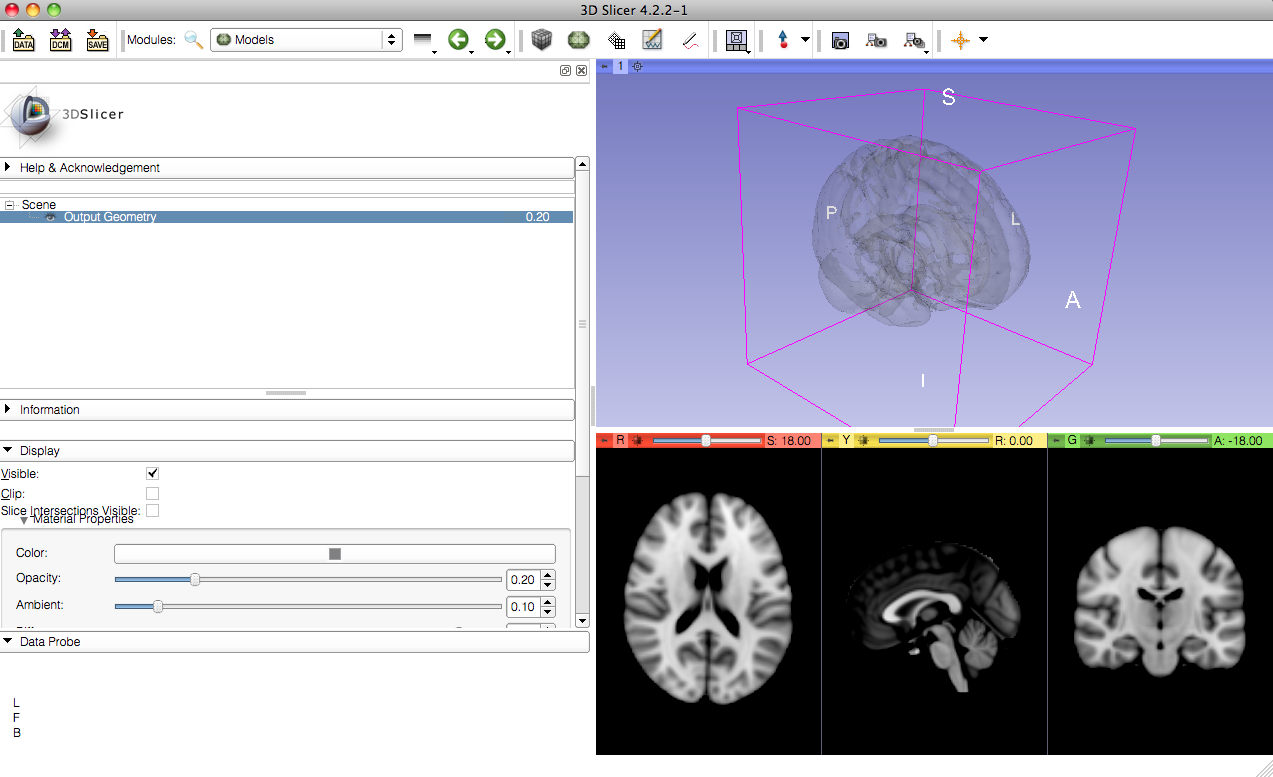 3D Slicer 4.2.2-1
DATA DCM SAVE Modules: Models
1
3DSlicer
Help & Acknowledgement
Scene
Output Geometry 0.20
Information
Display
Visible:
Clip:
Slice Intersections Visible:
Material Properties
Color:
Opacity: 0.20
Ambient: 0.10
Data Probe
L
F
B
S
P
L
A
I
R S: 18.00
Y R: 0.00
G A: -18.00